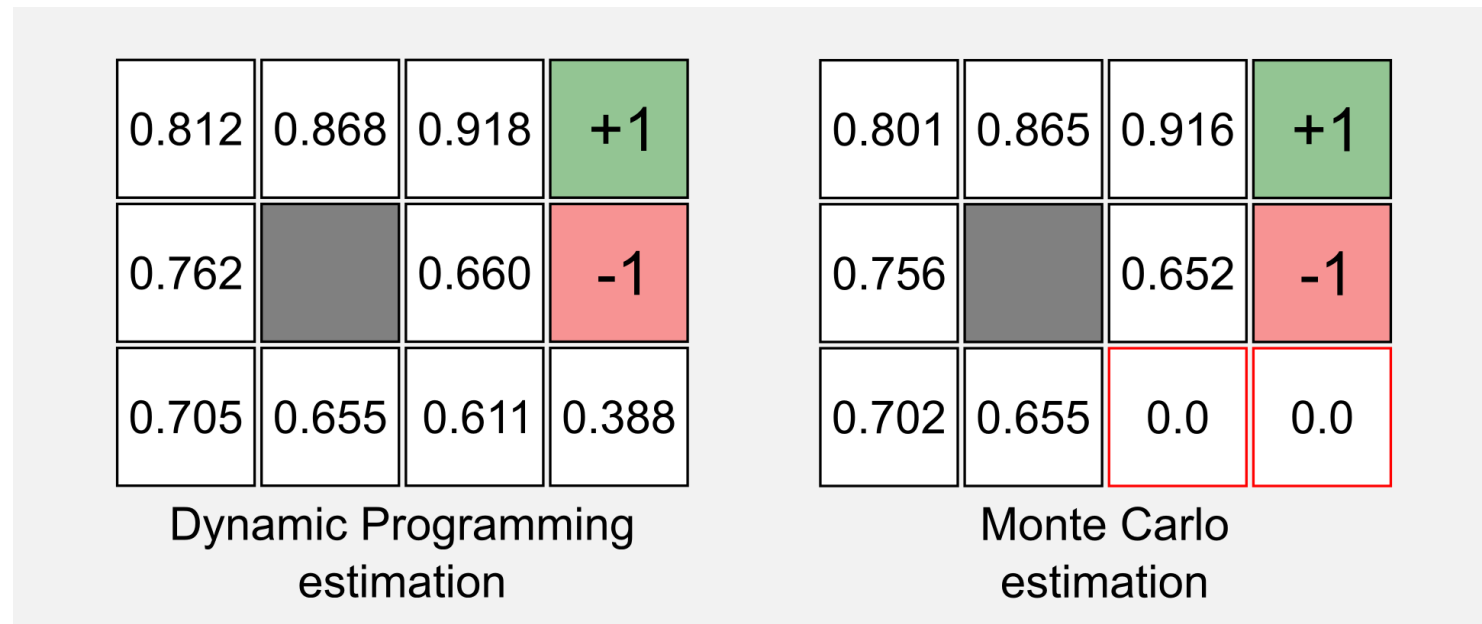 0.812 0.868 0.918 +1
0.762 0.660 -1
0.705 0.655 0.611 0.388
Dynamic Programming
estimation
0.801 0.865 0.916 +1
0.756 0.652 -1
0.702 0.655 0.0 0.0
Monte Carlo
estimation